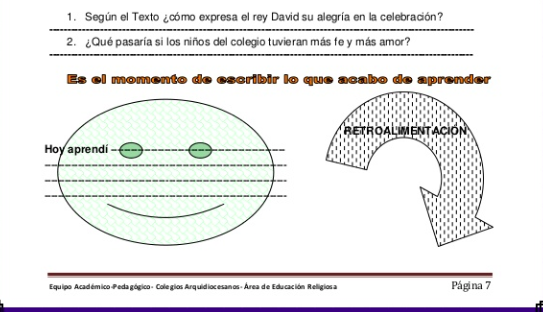 1. Según el Texto ¿cómo expresa el rey David su alegría en la celebración?
2. ¿Qué pasaría si los niños del colegio tuvieran más fe y más amor?
Es el momento de escribir lo que acabo de aprender
RETROALIMENTACIÓN
Hoy aprendí
Equipo Académico-Pedagógico- Colegios Arquidiocesanos- Área de Educación Religiosa
Página 7